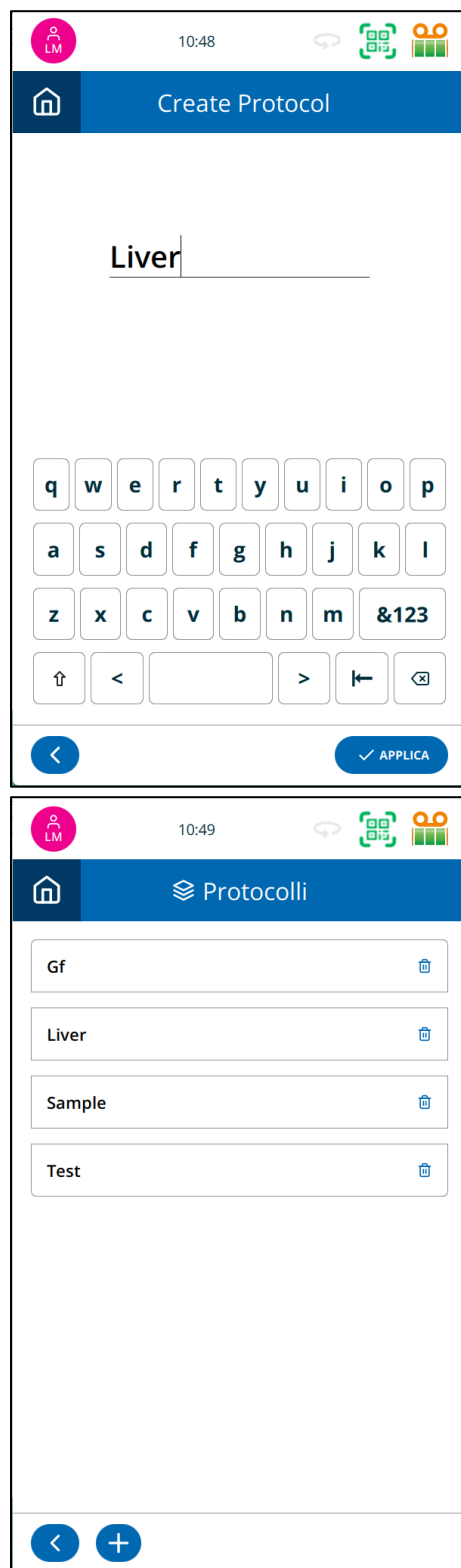 LM
10:48
Create Protocol
Liver
q w e r t y u i o p
a s d f g h j k l
z x c v b n m &123
< >
APPLICA
LM
10:49
Protocolli
Gf
Liver
Sample
Test